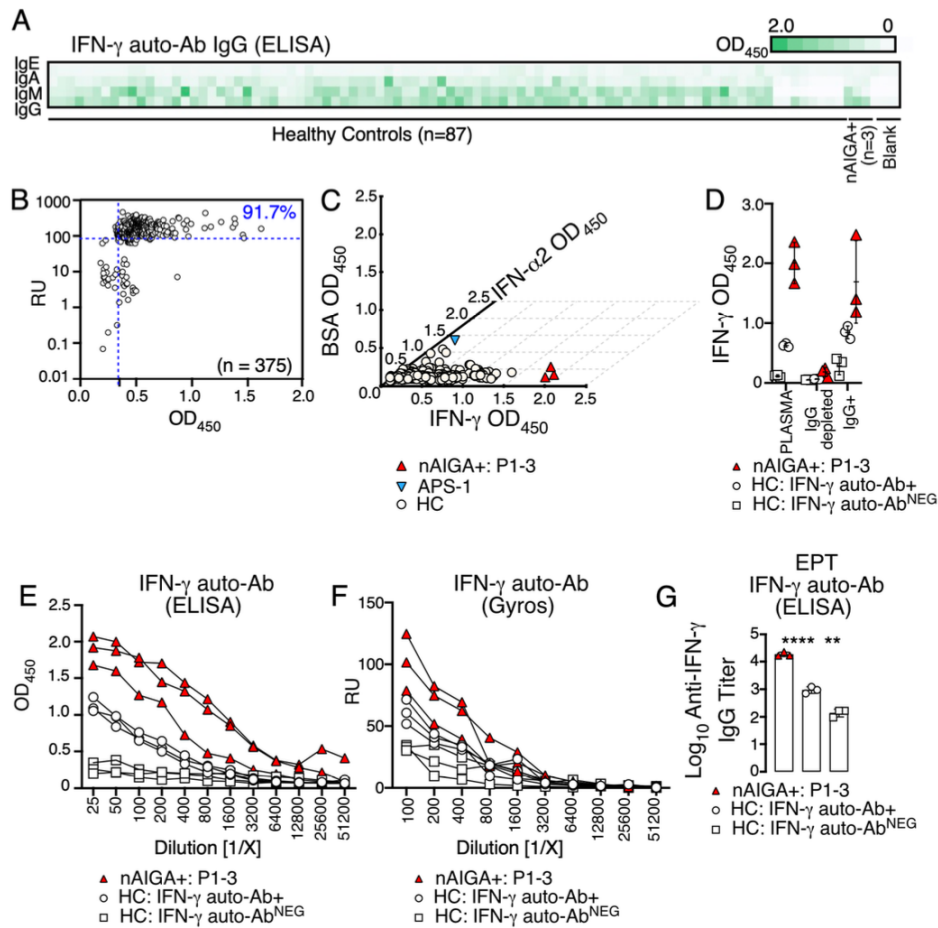 A
IFN-γ auto-Ab IgG (ELISA)
OD450
2.0 0
IgE
IgA
IgM
IgG
Healthy Controls (n=87)
nAIGA+
(n=3)
Blank
B
1000
100
10
1
0.1
0.01
RU
91.7%
(n = 375)
0.0 0.5 1.0 1.5 2.0
OD450
C
2.5
2.0
1.5
1.0
0.5
0.0
BSA OD450
IFN-α2 OD450
0.5 1.0 1.5 2.0 2.5
0.5 1.0 1.5 2.0 2.5
IFN-γ OD450
nAIGA+: P1-3
APS-1
HC
D
3.0
2.0
1.0
0
IFN-γ OD450
PLASMA
IgG
depleted
IgG+
nAIGA+: P1-3
HC: IFN-γ auto-Ab+
HC: IFN-γ auto-AbNEG
E
IFN-γ auto-Ab
(ELISA)
2.5
2.0
1.5
1.0
0.5
0
OD450
25 50 100 200 400 800 1600 3200 6400 12800 25600 51200
Dilution [1/X]
nAIGA+: P1-3
HC: IFN-γ auto-Ab+
HC: IFN-γ auto-AbNEG
F
IFN-γ auto-Ab
(Gyros)
150
100
50
0
RU
100 200 400 800 1600 3200 6400 12800 25600 51200
Dilution [1/X]
nAIGA+: P1-3
HC: IFN-γ auto-Ab+
HC: IFN-γ auto-AbNEG
G
EPT
IFN-γ auto-Ab
(ELISA)
**** **
5
4
3
2
1
0
Log10 Anti-IFN-γ
IgG Titer
nAIGA+: P1-3
HC: IFN-γ auto-Ab+
HC: IFN-γ auto-AbNEG